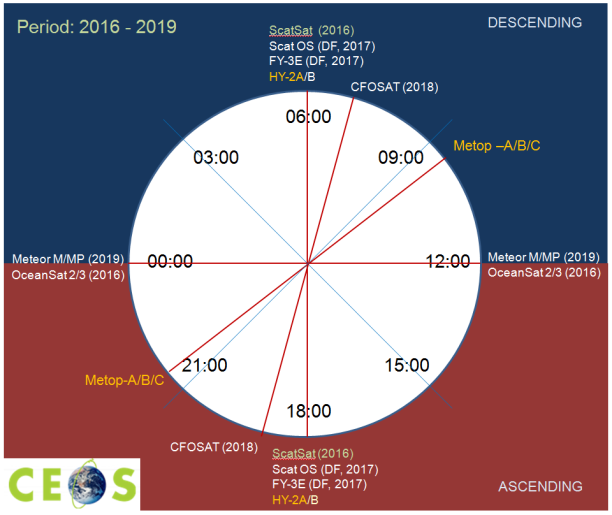 Period: 2016 - 2019
DESCENDING
ScatSat (2016)
Scat OS (DF, 2017)
FY-3E (DF, 2017)
HY-2A/B
CFOSAT (2018)
06:00
03:00
09:00
Metop –A/B/C
Meteor M/MP (2019)
00:00
12:00
Meteor M/MP (2019)
OceanSat 2/3 (2016)
OceanSat 2/3 (2016)
21:00
15:00
Metop-A/B/C
18:00
CFOSAT (2018)
ScatSat (2016)
Scat OS (DF, 2017)
FY-3E (DF, 2017)
HY-2A/B
CEOS
ASCENDING